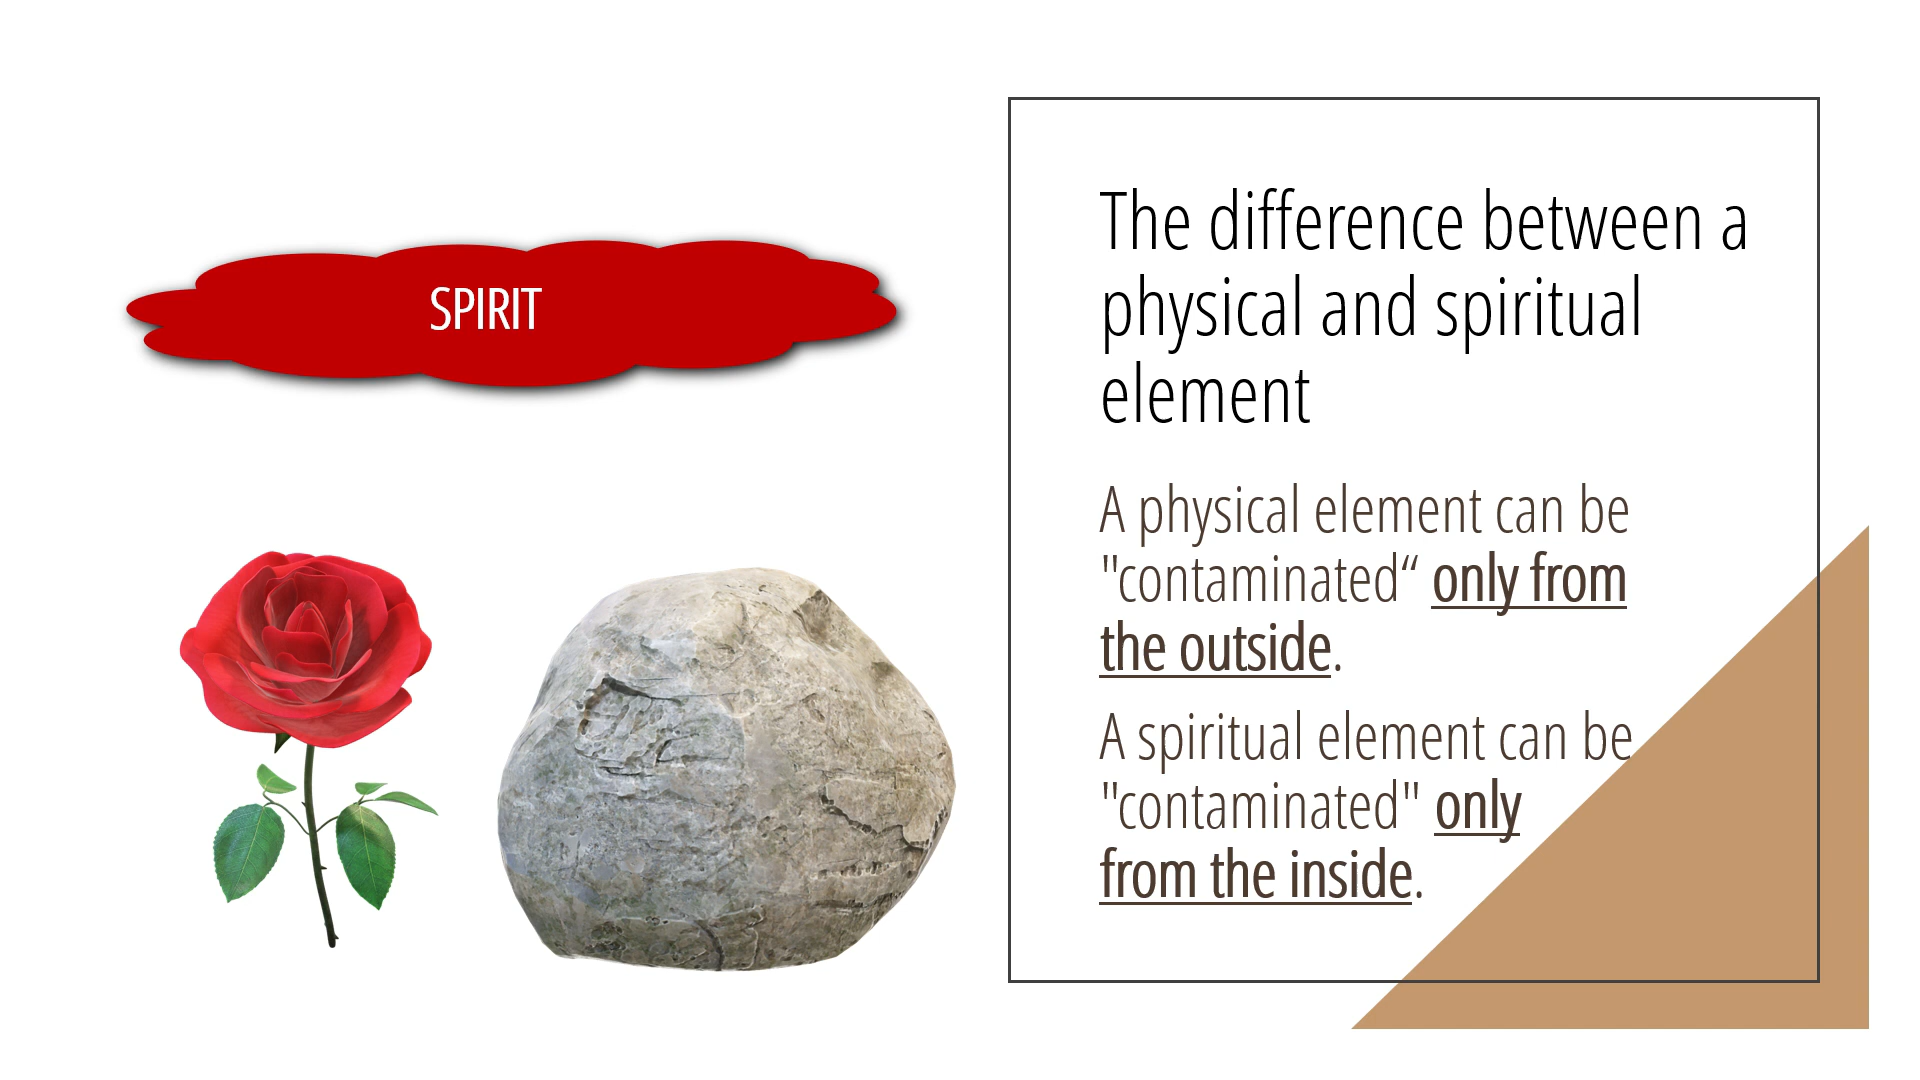 SPIRIT
The difference between a
physical and spiritual
element
A physical element can be
"contaminated“ only from
the outside.
A spiritual element can be
"contaminated" only
from the inside.